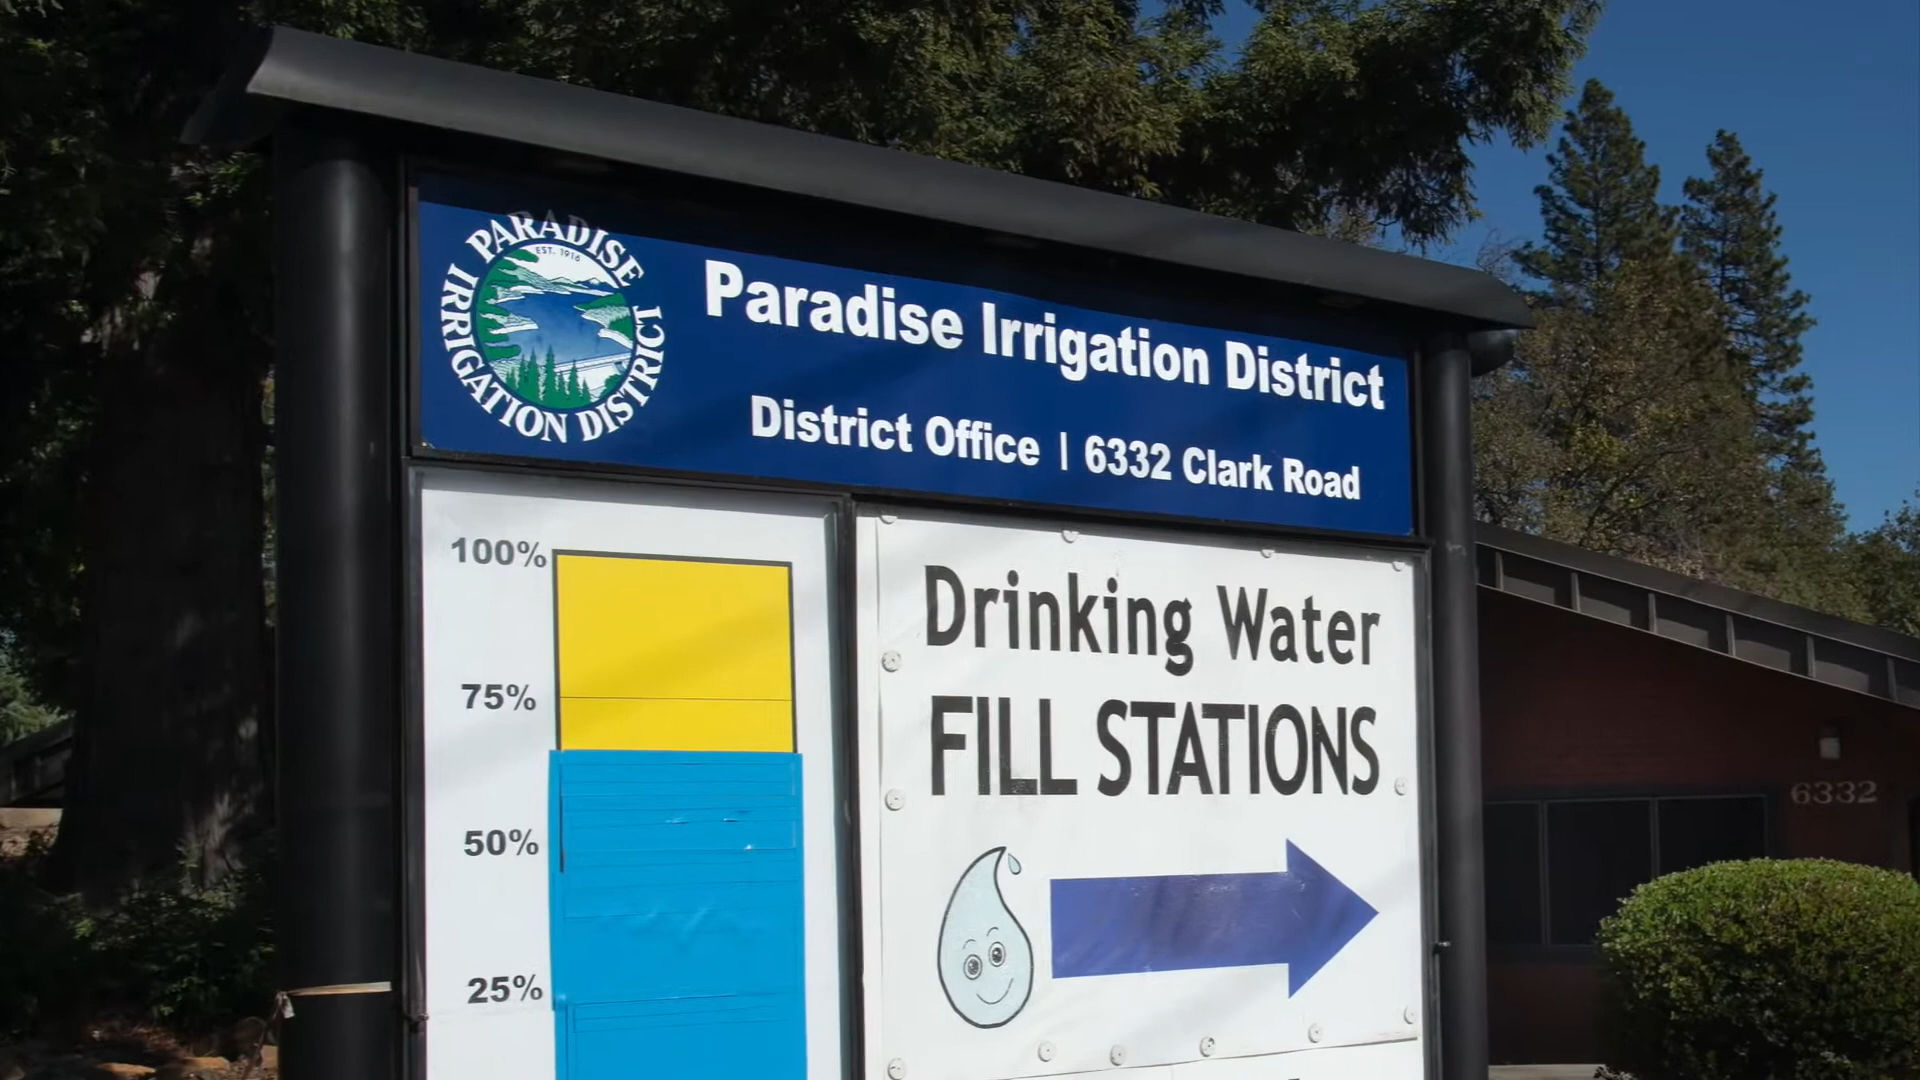 PARADISE
IRRIGATION DISTRICT
EST. 1916
Paradise Irrigation District
District Office | 6332 Clark Road
100%
75%
50%
25%
Drinking Water
FILL STATIONS
6332